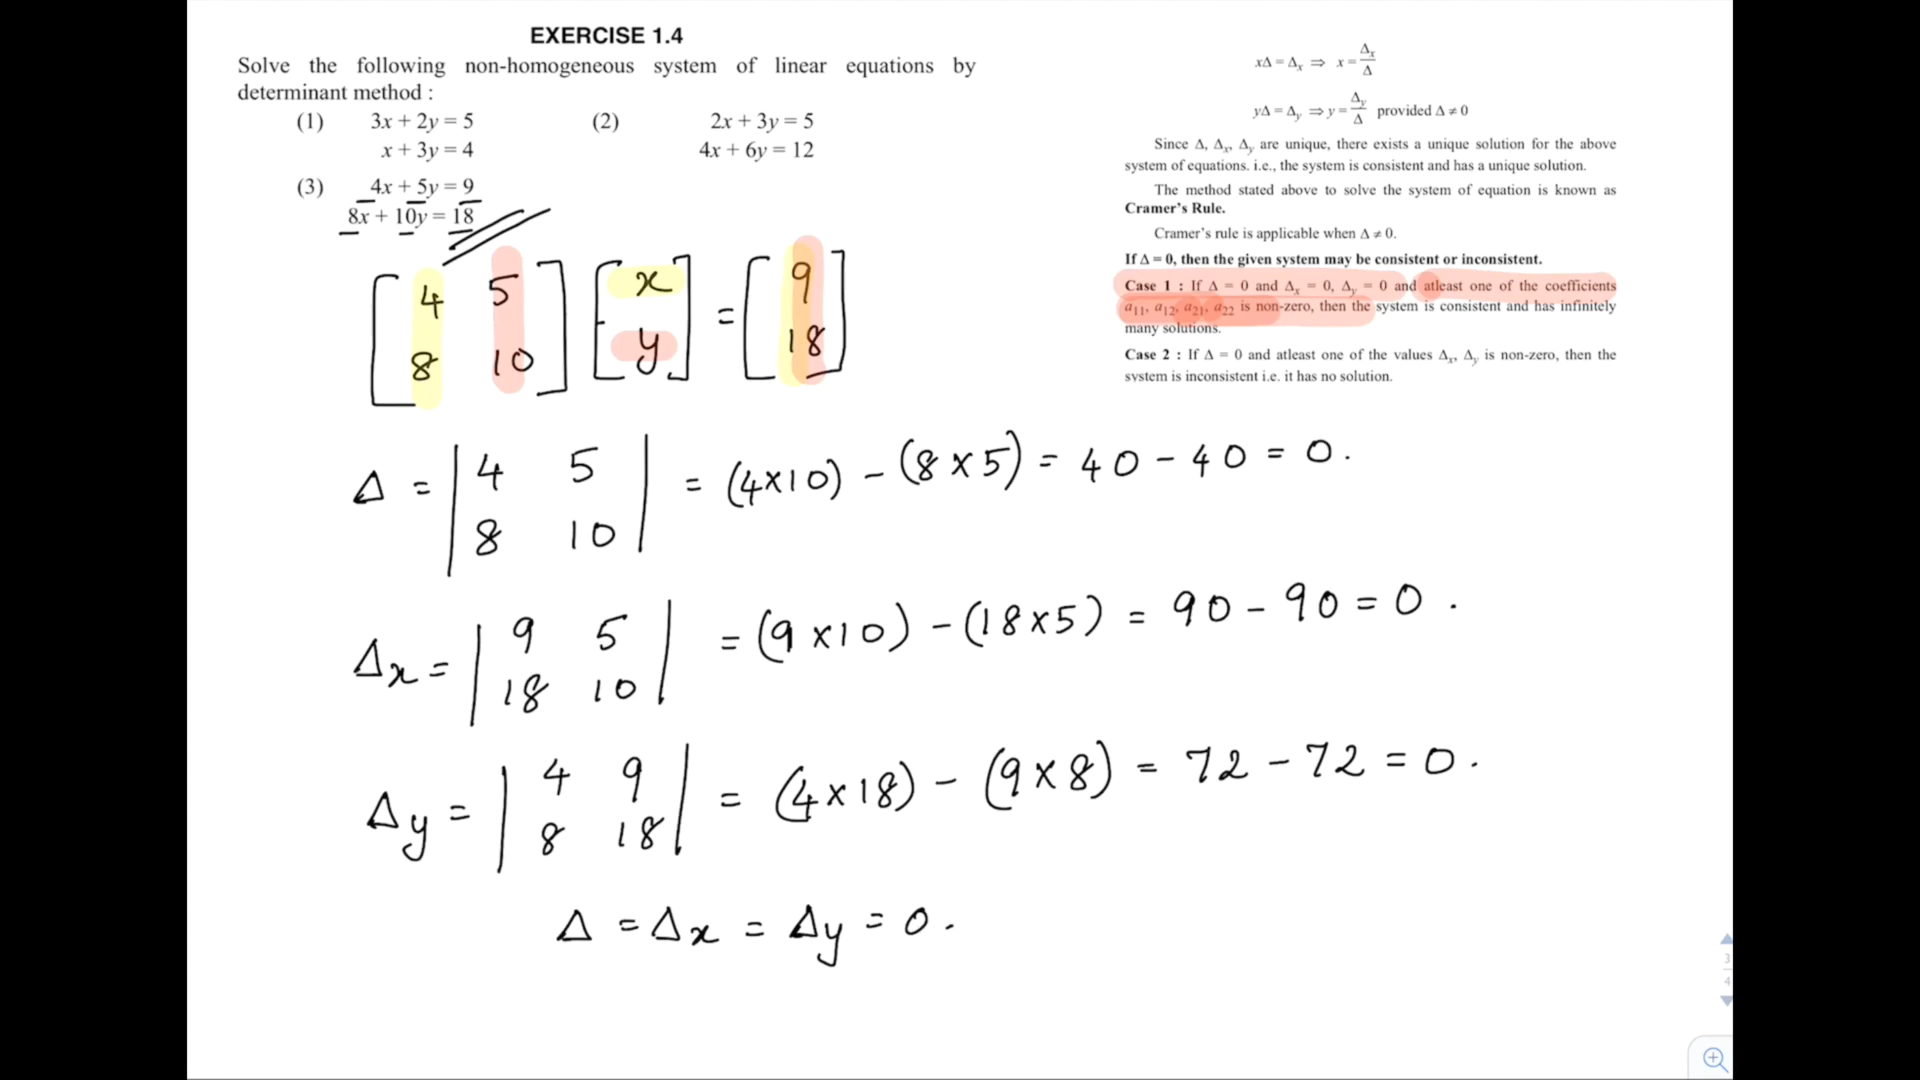 EXERCISE 1.4
Solve the following non-homogeneous system of linear equations by
determinant method :
(1) 3x + 2y = 5 (2) 2x + 3y = 5
x + 3y = 4 4x + 6y = 12
(3) 4x + 5y = 9
8x + 10y = 18
xΔ = Δx ⇒ x = Δx/Δ
yΔ = Δy ⇒ y = Δy/Δ provided Δ ≠ 0
Since Δ, Δx, Δy are unique, there exists a unique solution for the above
system of equations. i.e., the system is consistent and has a unique solution.
The method stated above to solve the system of equation is known as
Cramer's Rule.
Cramer's rule is applicable when Δ ≠ 0.
If Δ = 0, then the given system may be consistent or inconsistent.
Case 1 : If Δ = 0 and Δx = 0, Δy = 0 and atleast one of the coefficients
a11, a12, a21, a22 is non-zero, then the system is consistent and has infinitely
many solutions.
Case 2 : If Δ = 0 and atleast one of the values Δx, Δy is non-zero, then the
system is inconsistent i.e. it has no solution.
[4 5] [x] = [9]
[8 10] [y] [18]
Δ = |4 5| = (4×10) - (8×5) = 40 - 40 = 0.
|8 10|
Δx = |9 5| = (9×10) - (18×5) = 90 - 90 = 0.
|18 10|
Δy = |4 9| = (4×18) - (9×8) = 72 - 72 = 0.
|8 18|
Δ = Δx = Δy = 0.
3
4